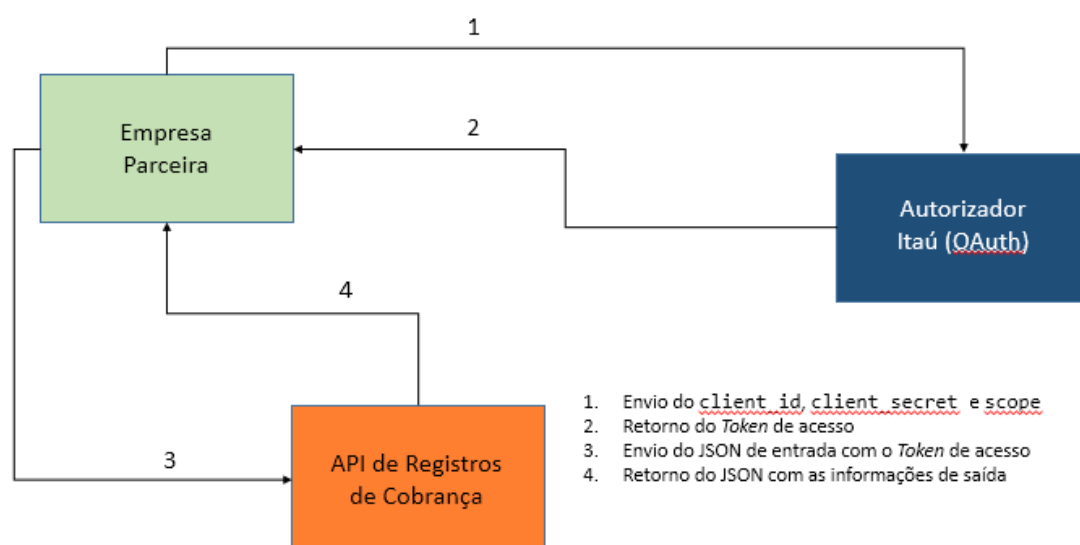 1
Empresa
Parceira
2
Autorizador
Itaú (OAuth)
4
3
API de Registros
de Cobrança
1. Envio do client_id, client_secret e scope
2. Retorno do Token de acesso
3. Envio do JSON de entrada com o Token de acesso
4. Retorno do JSON com as informações de saída